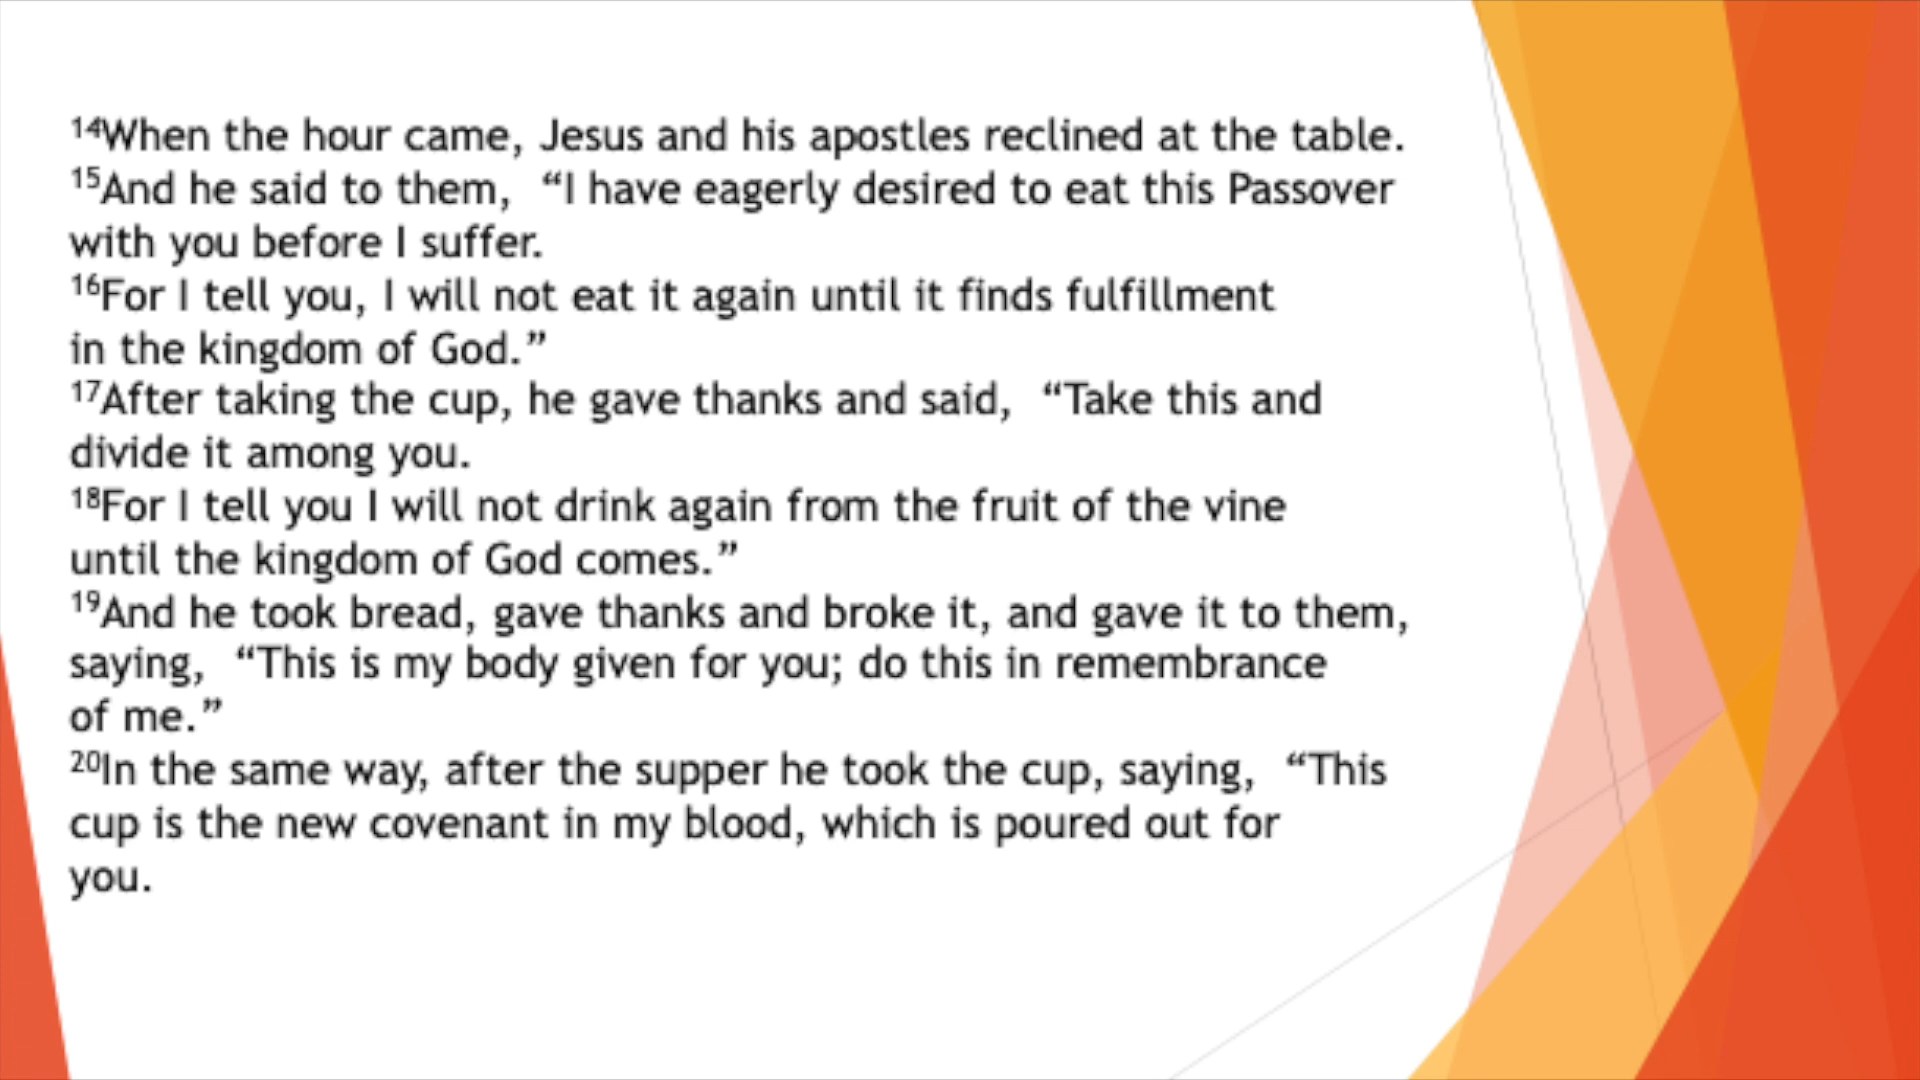 ¹⁴When the hour came, Jesus and his apostles reclined at the table.
¹⁵And he said to them,  “I have eagerly desired to eat this Passover
with you before I suffer.
¹⁶For I tell you, I will not eat it again until it finds fulfillment
in the kingdom of God.”
¹⁷After taking the cup, he gave thanks and said,  “Take this and
divide it among you.
¹⁸For I tell you I will not drink again from the fruit of the vine
until the kingdom of God comes.”
¹⁹And he took bread, gave thanks and broke it, and gave it to them,
saying,  “This is my body given for you; do this in remembrance
of me.”
²⁰In the same way, after the supper he took the cup, saying,  “This
cup is the new covenant in my blood, which is poured out for
you.